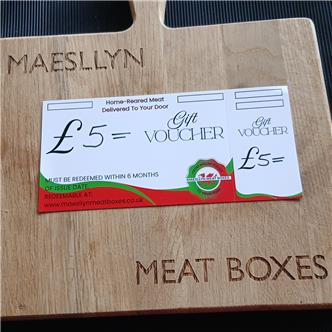 MAESLLYN
Home-Reared Meat
Delivered To Your Door
£5=
Gift
VOUCHER
MUST BE REDEEMED WITHIN 6 MONTHS
OF ISSUE DATE
REDEEMABLE AT:
www.maesllynmeatboxes.co.uk
Gift
VOUCHER
£5=
MEAT BOXES